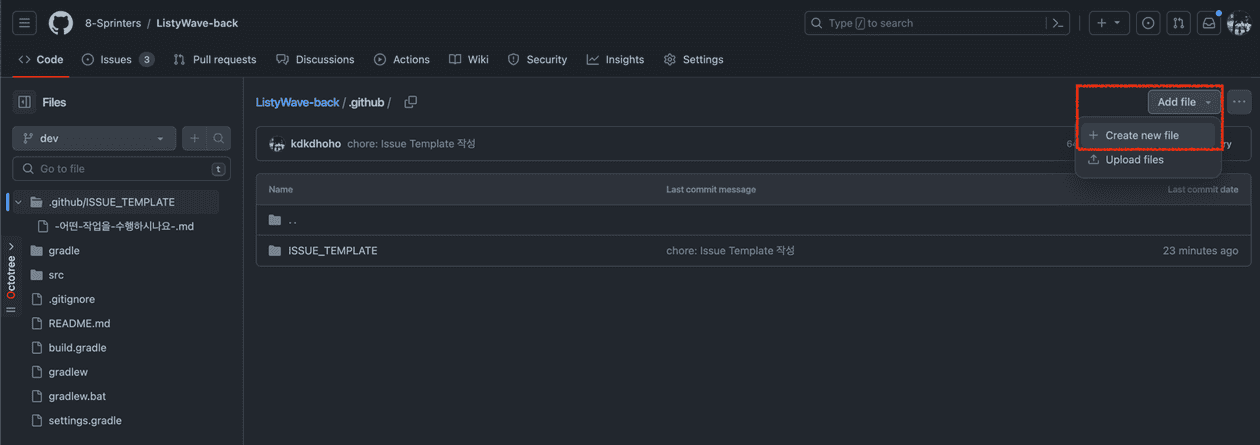 8-Sprinters / ListyWave-back
Type / to search
Code
Issues 3
Pull requests
Discussions
Actions
Wiki
Security
Insights
Settings
Files
dev
Go to file
t
.github/ISSUE_TEMPLATE
-어떤-작업을-수행하시나요-.md
gradle
src
.gitignore
README.md
build.gradle
gradlew
gradlew.bat
settings.gradle
Octotree
ListyWave-back / .github /
Add file
Create new file
Upload files
kdkdhoho chore: Issue Template 작성
Name Last commit message Last commit date
..
ISSUE_TEMPLATE chore: Issue Template 작성 23 minutes ago